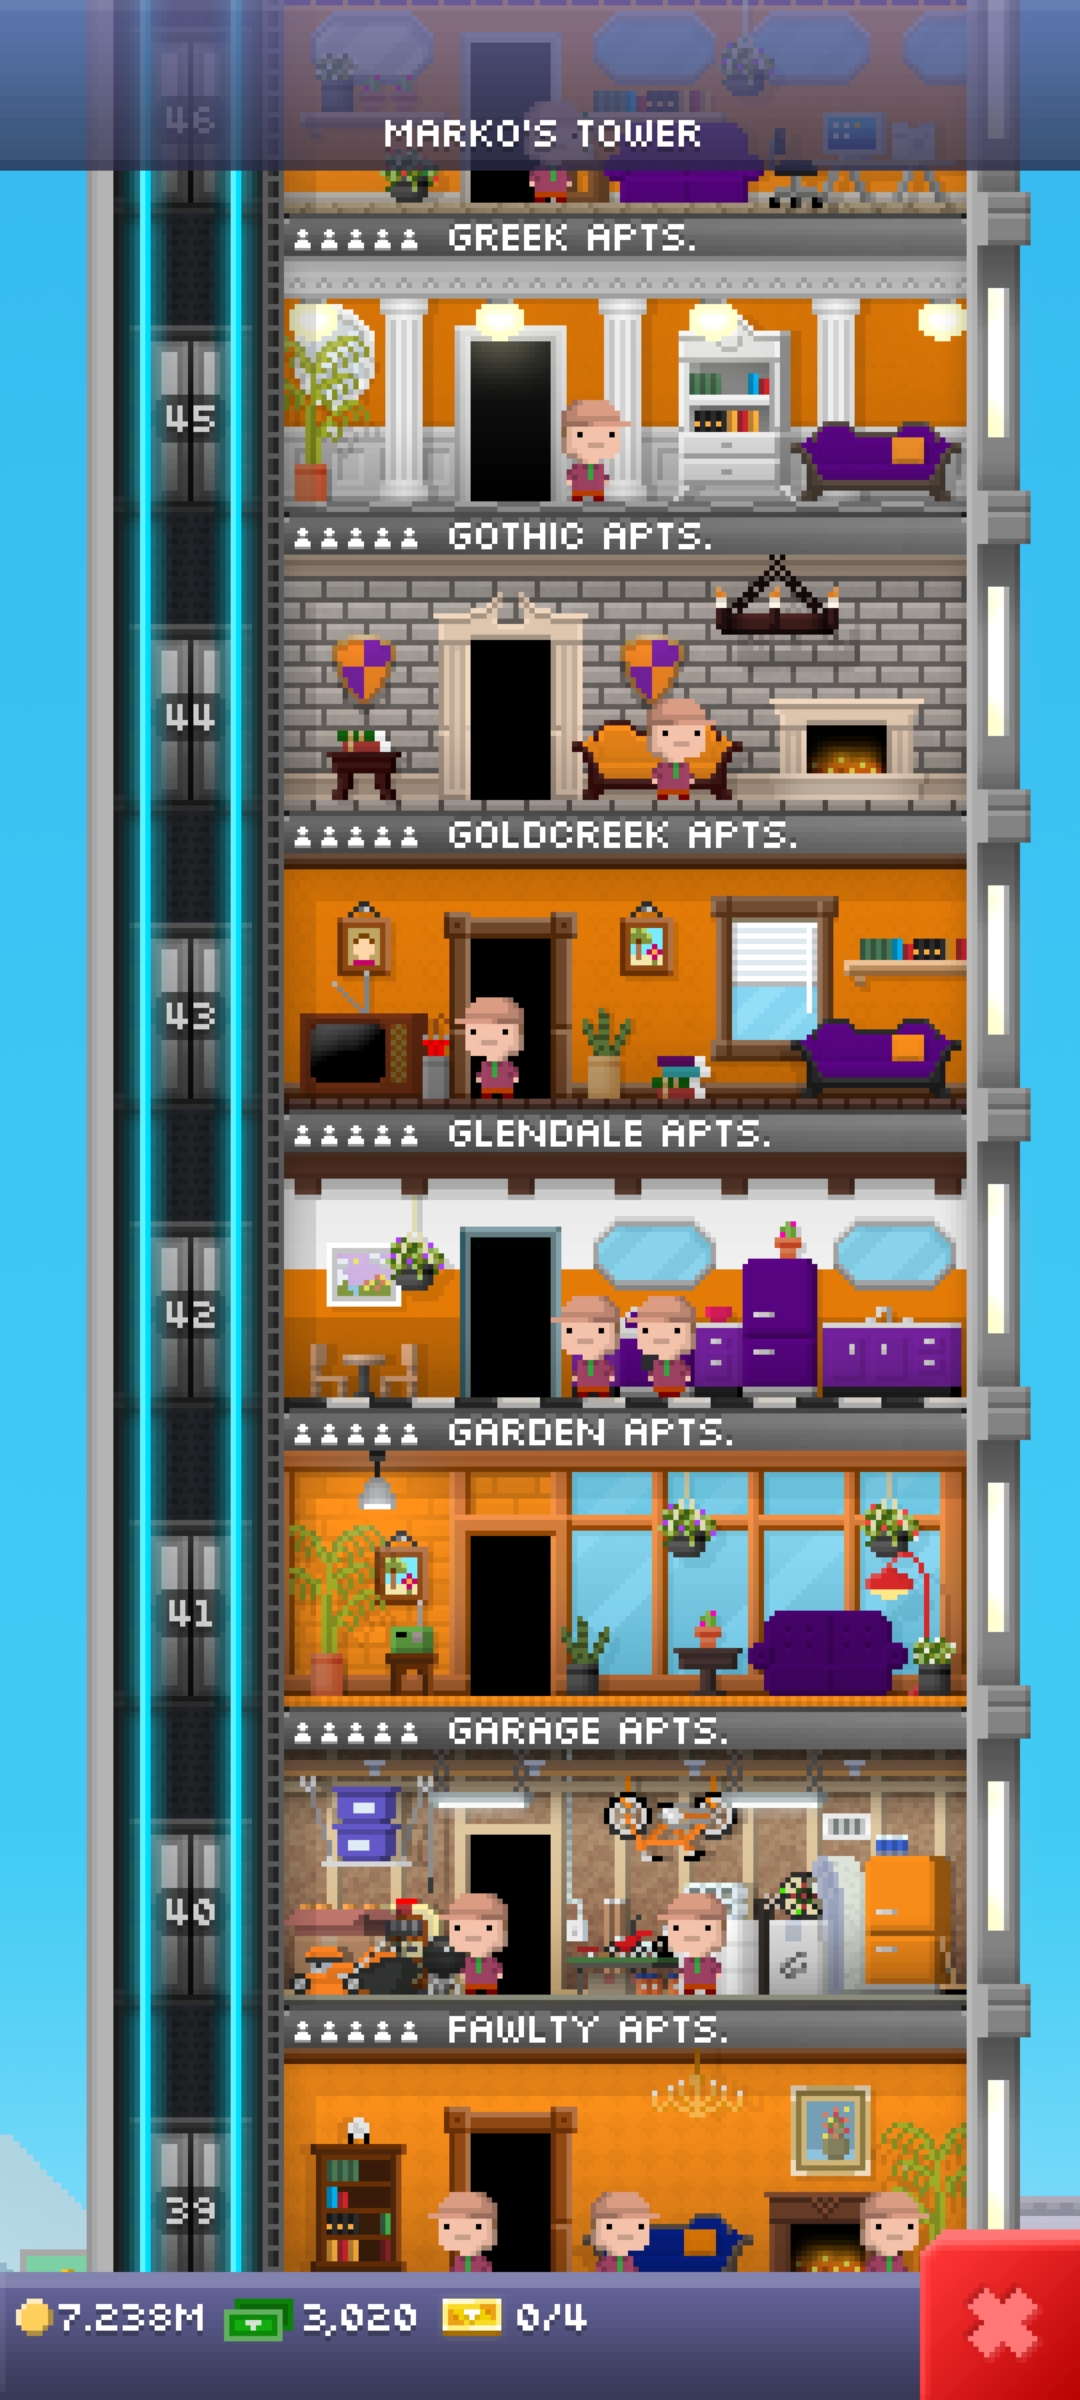 46
MARKO'S TOWER
GREEK APTS.
45
GOTHIC APTS.
44
GOLDCREEK APTS.
43
GLENDALE APTS.
42
GARDEN APTS.
41
GARAGE APTS.
40
FAWLTY APTS.
39
7.238M 3,020 0/4